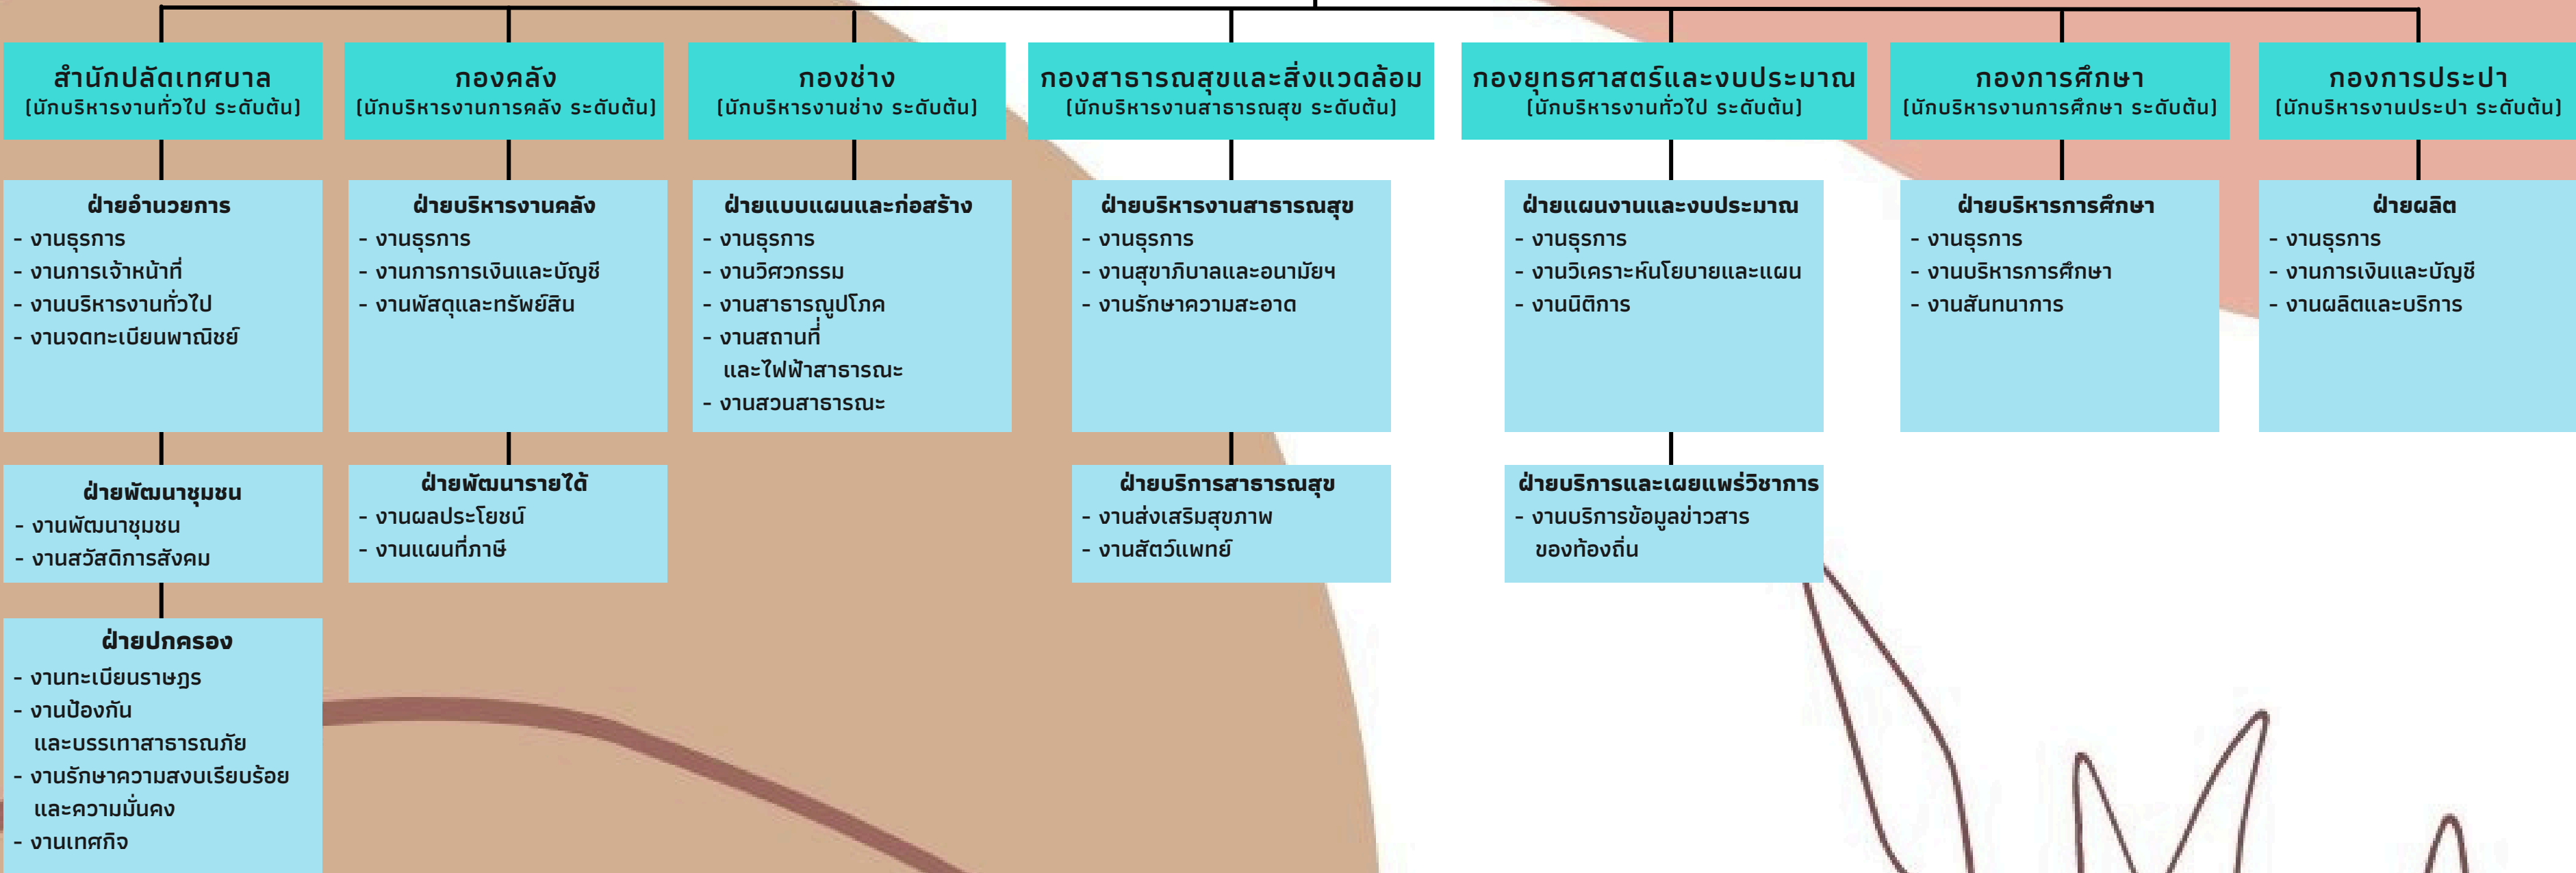 สำนักปลัดเทศบาล
(นักบริหารงานทั่วไป ระดับต้น)
กองคลัง
(นักบริหารงานการคลัง ระดับต้น)
กองช่าง
(นักบริหารงานช่าง ระดับต้น)
กองสาธารณสุขและสิ่งแวดล้อม
(นักบริหารงานสาธารณสุข ระดับต้น)
กองยุทธศาสตร์และงบประมาณ
(นักบริหารงานทั่วไป ระดับต้น)
กองการศึกษา
(นักบริหารงานการศึกษา ระดับต้น)
กองการประปา
(นักบริหารงานประปา ระดับต้น)
ฝ่ายอำนวยการ
- งานธุรการ
- งานการเจ้าหน้าที่
- งานบริหารงานทั่วไป
- งานจดทะเบียนพาณิชย์
ฝ่ายบริหารงานคลัง
- งานธุรการ
- งานการการเงินและบัญชี
- งานพัสดุและทรัพย์สิน
ฝ่ายแบบแผนและก่อสร้าง
- งานธุรการ
- งานวิศวกรรม
- งานสาธารณูปโภค
- งานสถานที่
และไฟฟ้าสาธารณะ
- งานสวนสาธารณะ
ฝ่ายบริหารงานสาธารณสุข
- งานธุรการ
- งานสุขาภิบาลและอนามัยฯ
- งานรักษาความสะอาด
ฝ่ายแผนงานและงบประมาณ
- งานธุรการ
- งานวิเคราะห์นโยบายและแผน
- งานนิติการ
ฝ่ายบริหารการศึกษา
- งานธุรการ
- งานบริหารการศึกษา
- งานสันทนาการ
ฝ่ายผลิต
- งานธุรการ
- งานการเงินและบัญชี
- งานผลิตและบริการ
ฝ่ายพัฒนาชุมชน
- งานพัฒนาชุมชน
- งานสวัสดิการสังคม
ฝ่ายพัฒนารายได้
- งานผลประโยชน์
- งานแผนที่ภาษี
ฝ่ายบริการสาธารณสุข
- งานส่งเสริมสุขภาพ
- งานสัตว์แพทย์
ฝ่ายบริการและเผยแพร่วิชาการ
- งานบริการข้อมูลข่าวสาร
ของท้องถิ่น
ฝ่ายปกครอง
- งานทะเบียนราษฎร
- งานป้องกัน
และบรรเทาสาธารณภัย
- งานรักษาความสงบเรียบร้อย
และความมั่นคง
- งานเทศกิจ